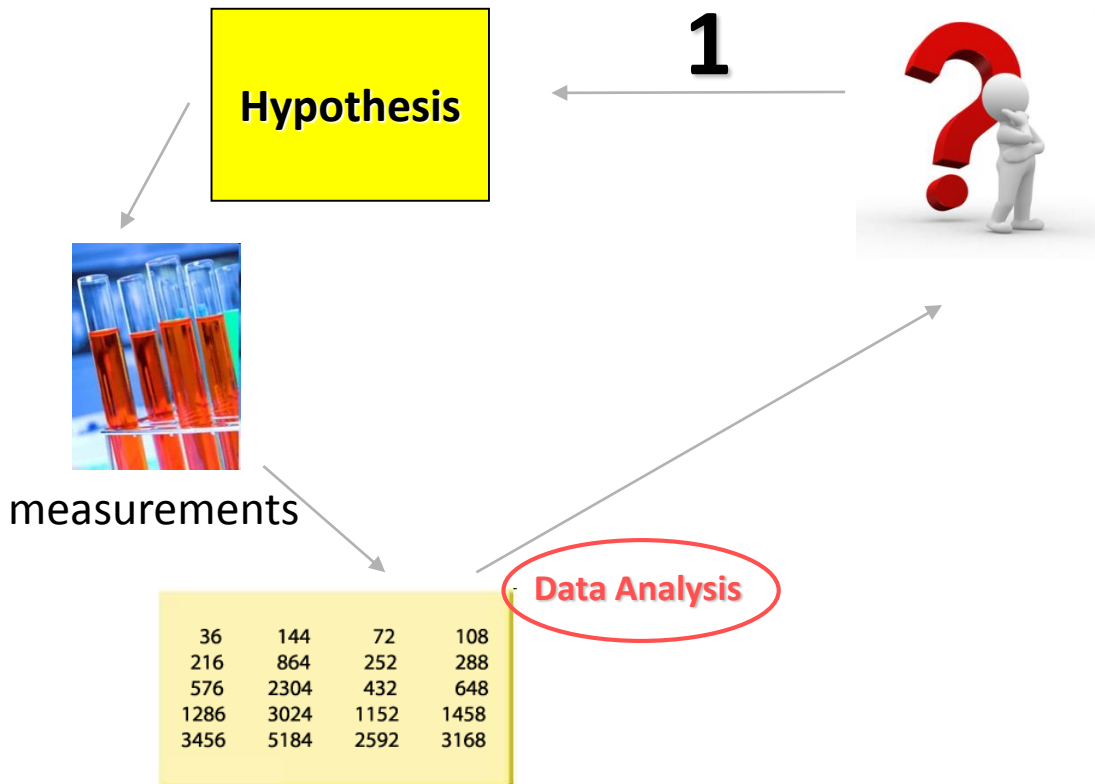 1
Hypothesis
measurements
Data Analysis
36 144 72 108
216 864 252 288
576 2304 432 648
1286 3024 1152 1458
3456 5184 2592 3168